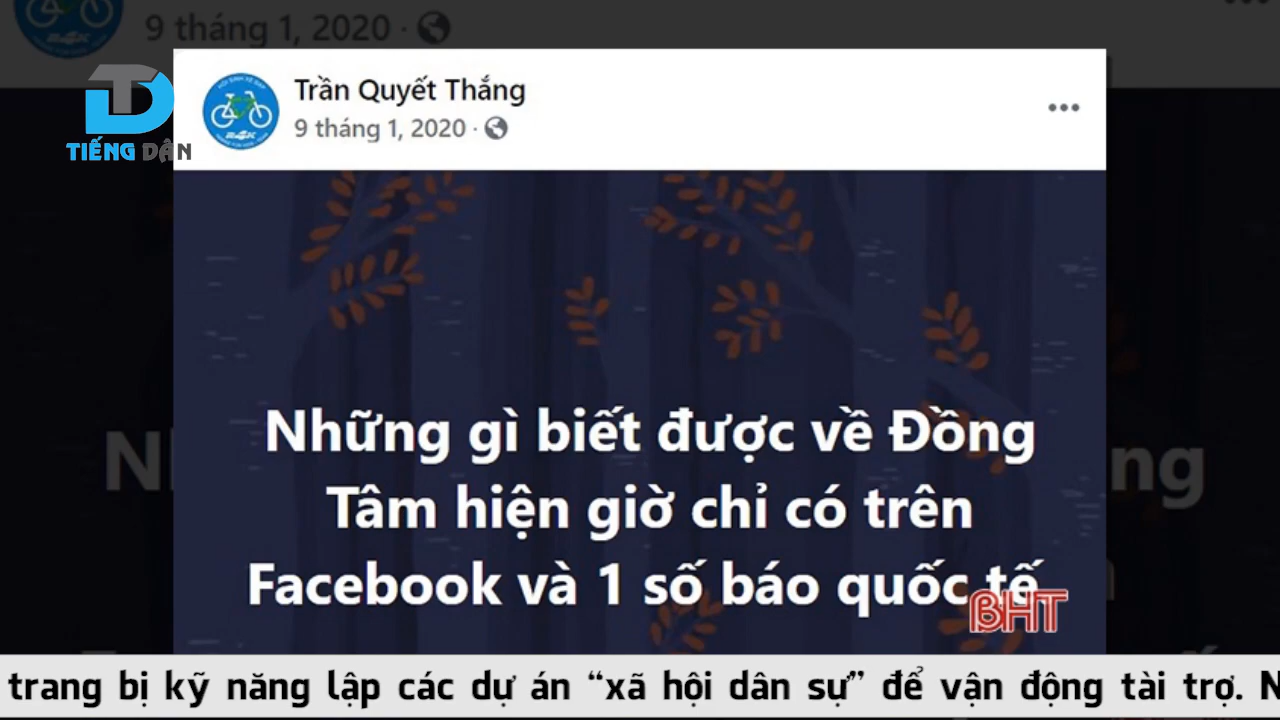 9 tháng 1, 2020
TIẾNG DÂN
Trần Quyết Thắng
9 tháng 1, 2020
Những gì biết được về Đồng
Tâm hiện giờ chỉ có trên
Facebook và 1 số báo quốc tế
BHT
trang bị kỹ năng lập các dự án “xã hội dân sự” để vận động tài trợ. N